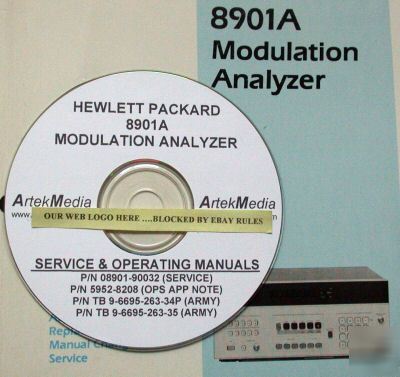 8901A
Modulation
Analyzer
HEWLETT PACKARD
8901A
MODULATION ANALYZER
ArtekMedia ArtekMedia
OUR WEB LOGO HERE ....BLOCKED BY EBAY RULES
SERVICE & OPERATING MANUALS
P/N 08901-90032 (SERVICE)
P/N 5952-8208 (OPS APP NOTE)
P/N TB 9-6695-263-34P (ARMY)
P/N TB 9-6695-263-35 (ARMY)
Manual
Service